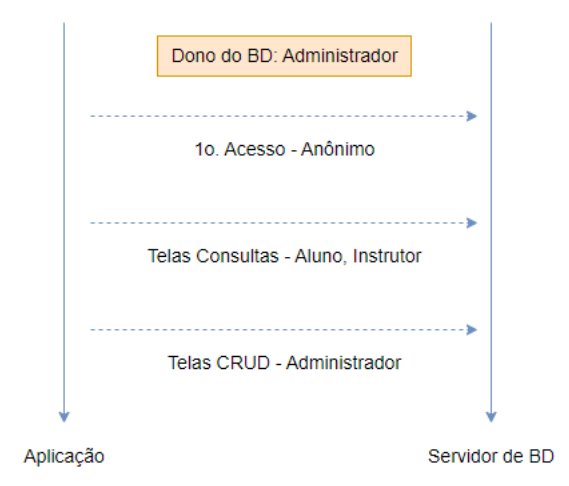 Dono do BD: Administrador
1o. Acesso - Anônimo
Telas Consultas - Aluno, Instrutor
Telas CRUD - Administrador
Aplicação
Servidor de BD